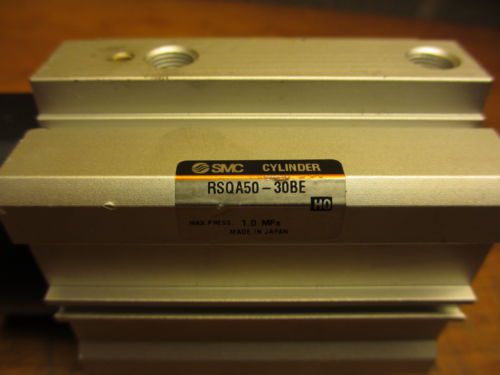 SMC CYLINDER
RSQA50-30BE
HO
MAX.PRESS. 1.0 MPa
MADE IN JAPAN